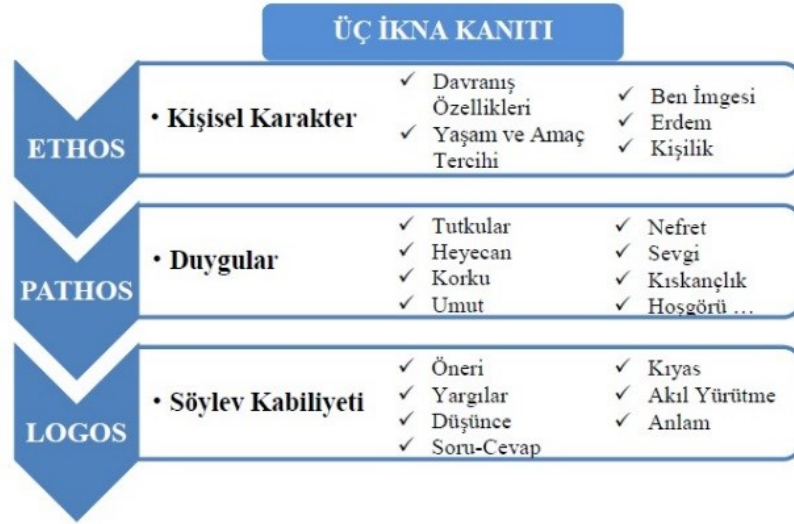 ÜÇ İKNA KANITI
ETHOS
• Kişisel Karakter
✓ Davranış
Özellikleri
✓ Yaşam ve Amaç
Tercihi
✓ Ben İmgesi
✓ Erdem
✓ Kişilik
PATHOS
• Duygular
✓ Tutkular
✓ Heyecan
✓ Korku
✓ Umut
✓ Nefret
✓ Sevgi
✓ Kıskançlık
✓ Hoşgörü ...
LOGOS
• Söylev Kabiliyeti
✓ Öneri
✓ Yargılar
✓ Düşünce
✓ Soru-Cevap
✓ Kıyas
✓ Akıl Yürütme
✓ Anlam